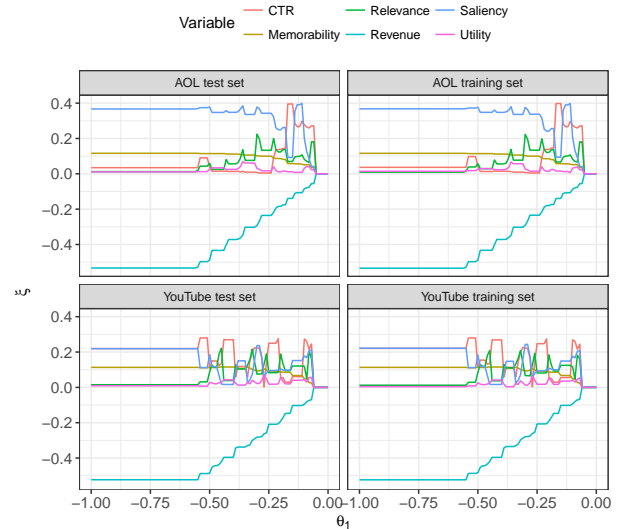 Variable
CTR Relevance Saliency
Memorability Revenue Utility
AOL test set AOL training set
0.4
0.2
0.0
−0.2
−0.4
ξ
YouTube test set YouTube training set
0.4
0.2
0.0
−0.2
−0.4
−1.00 −0.75 −0.50 −0.25 0.00 −1.00 −0.75 −0.50 −0.25 0.00
θ1